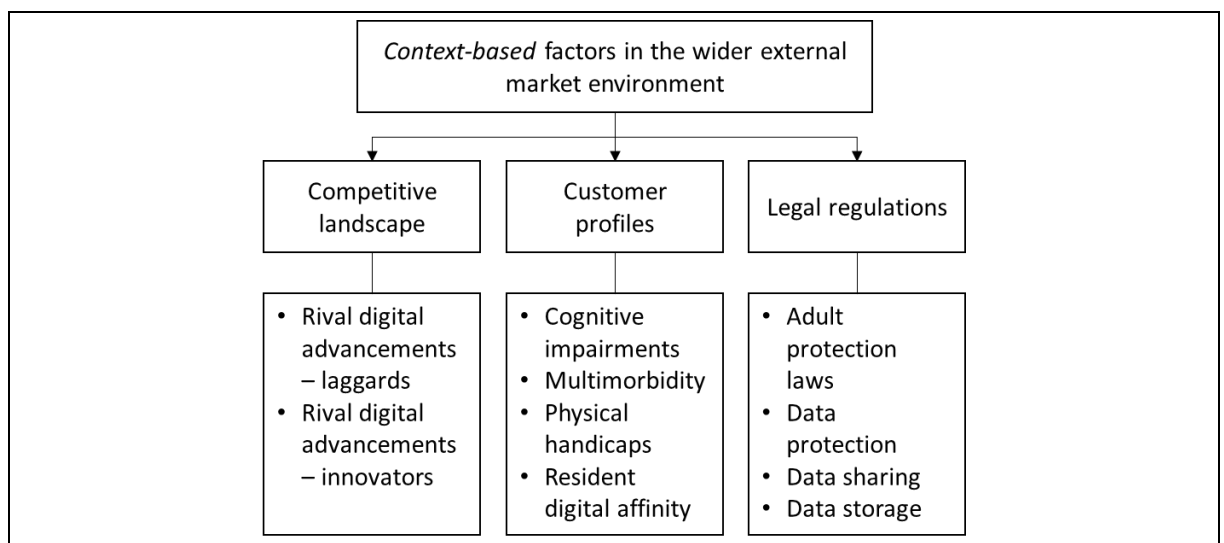 Context-based factors in the wider external
market environment
Competitive
landscape
Customer
profiles
Legal regulations
• Rival digital
advancements
– laggards
• Rival digital
advancements
– innovators
• Cognitive
impairments
• Multimorbidity
• Physical
handicaps
• Resident
digital affinity
• Adult
protection
laws
• Data
protection
• Data sharing
• Data storage